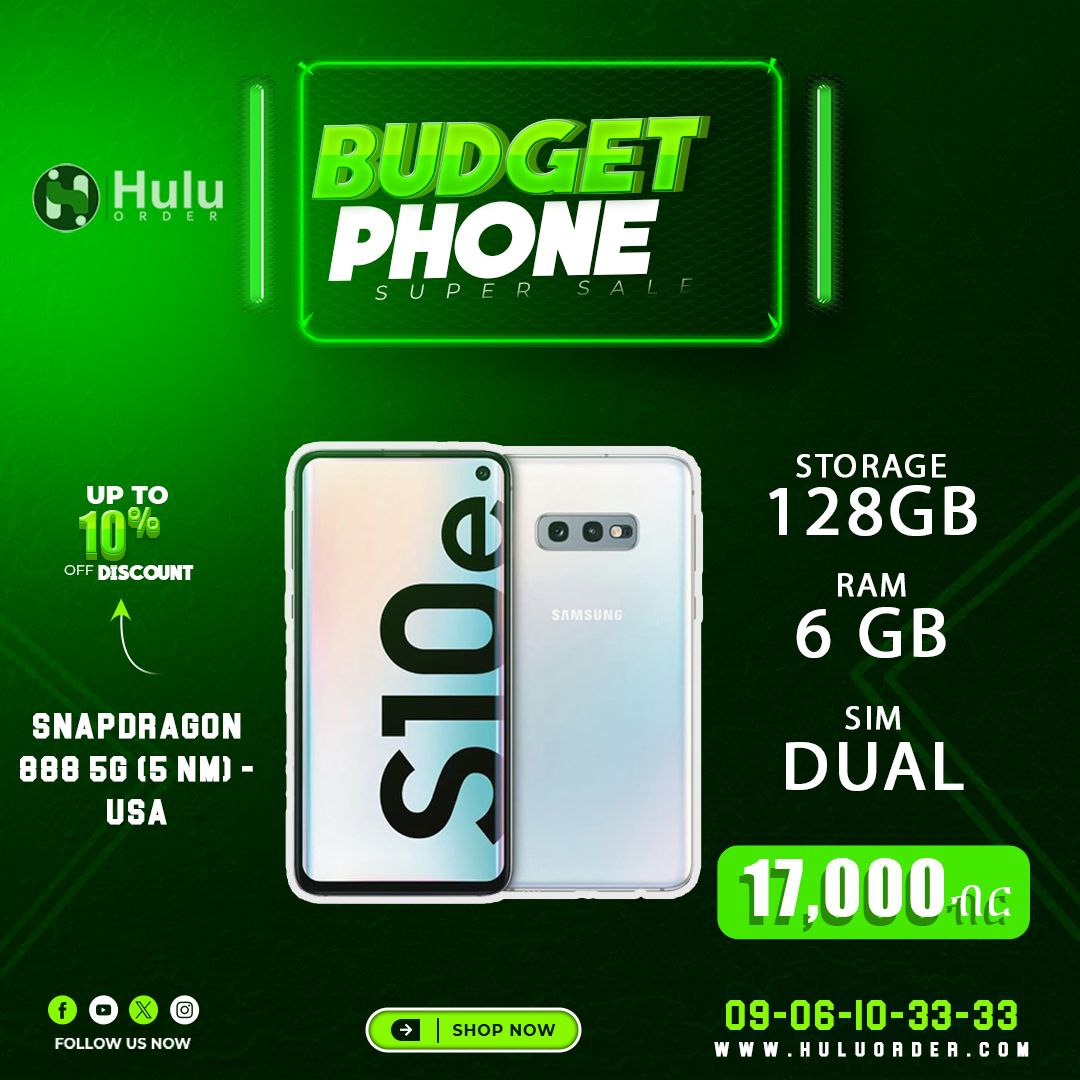 Hulu
ORDER
BUDGET
PHONE
SUPER SALE
UP TO
10%
OFF DISCOUNT
SNAPDRAGON
888 5G (5 NM) -
USA
S10e
SAMSUNG
STORAGE
128GB
RAM
6 GB
SIM
DUAL
17,000 ብር
FOLLOW US NOW
SHOP NOW
09-06-10-33-33
WWW.HULUORDER.COM